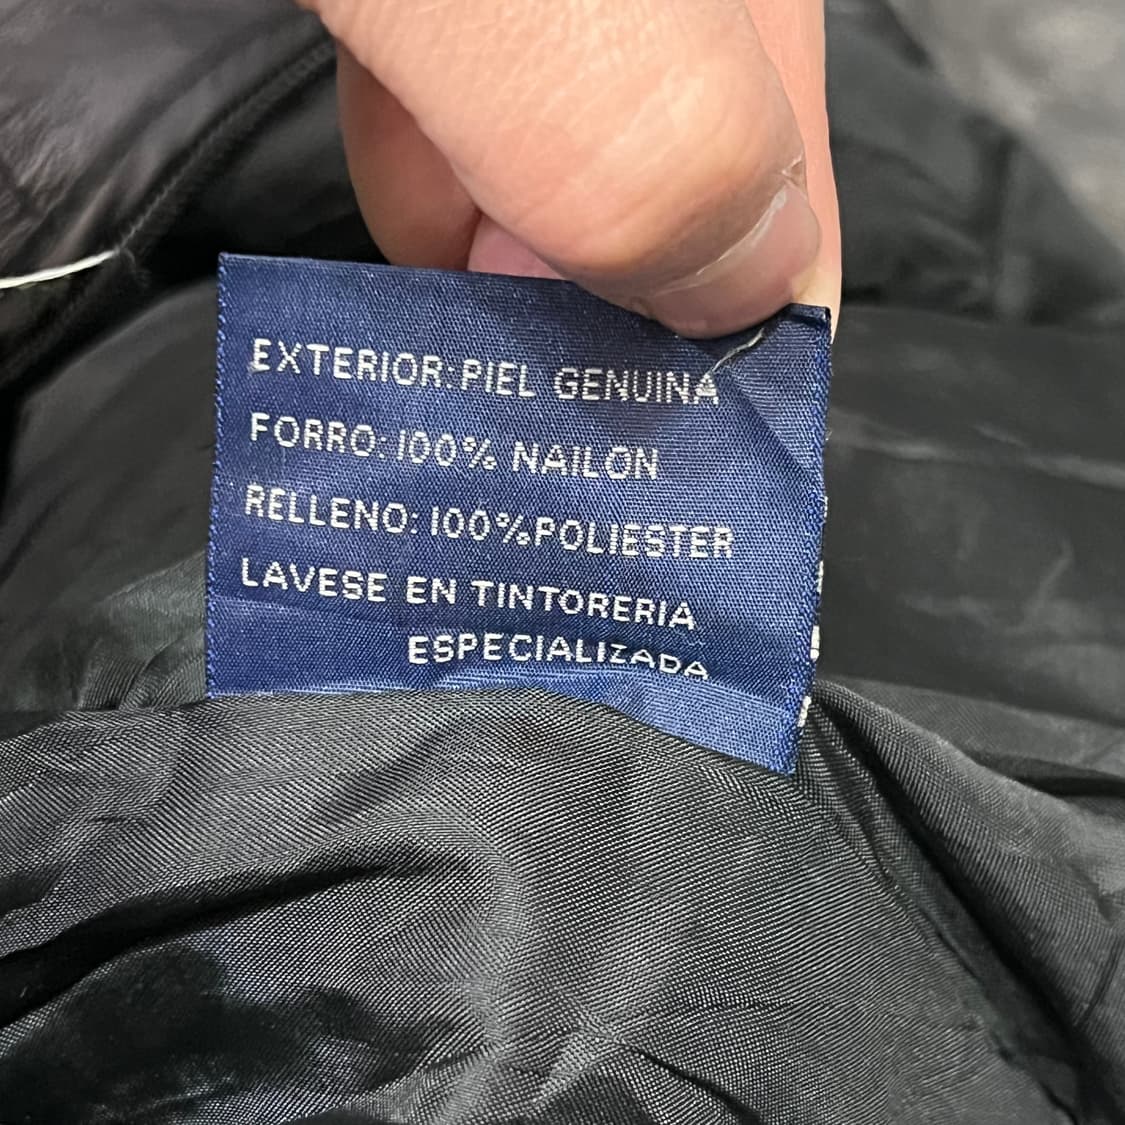 EXTERIOR: PIEL GENUINA
FORRO: 100% NAILON
RELLENO: 100% POLIESTER
LAVESE EN TINTORERIA
ESPECIALIZADA